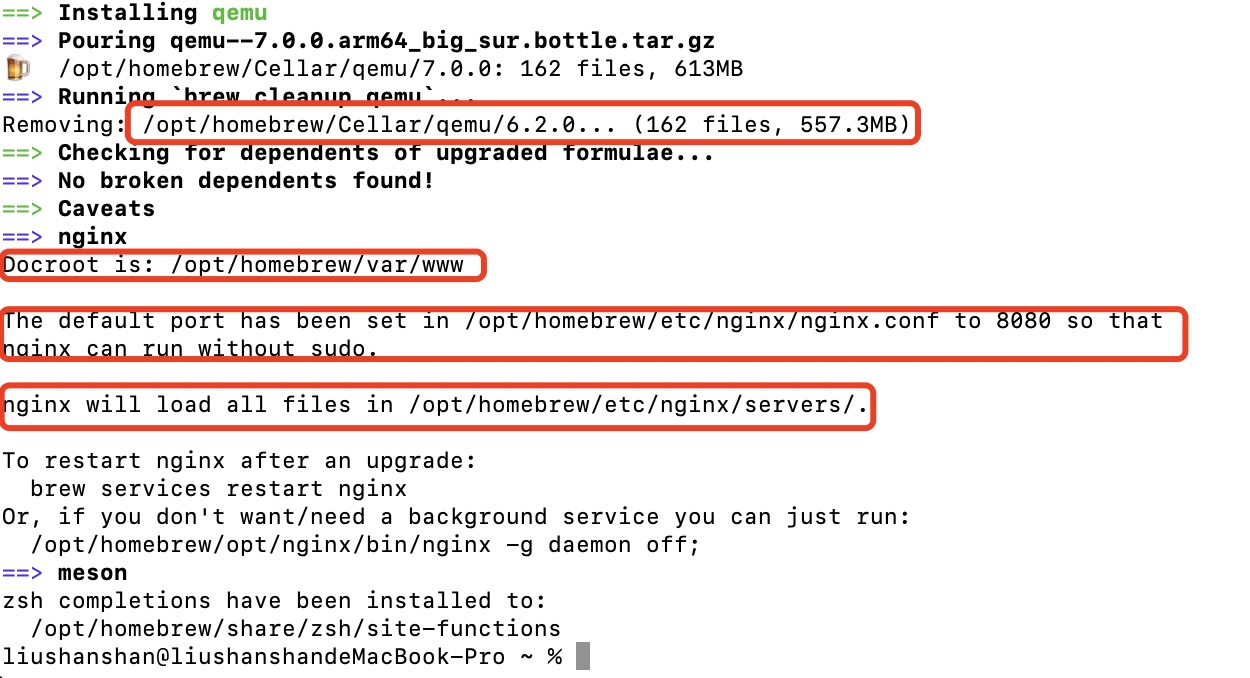 ==> Installing qemu
==> Pouring qemu--7.0.0.arm64_big_sur.bottle.tar.gz
🍺  /opt/homebrew/Cellar/qemu/7.0.0: 162 files, 613MB
==> Running `brew cleanup qemu`...
Removing: /opt/homebrew/Cellar/qemu/6.2.0... (162 files, 557.3MB)
==> Checking for dependents of upgraded formulae...
==> No broken dependents found!
==> Caveats
==> nginx
Docroot is: /opt/homebrew/var/www
The default port has been set in /opt/homebrew/etc/nginx/nginx.conf to 8080 so that
nginx can run without sudo.
nginx will load all files in /opt/homebrew/etc/nginx/servers/.
To restart nginx after an upgrade:
  brew services restart nginx
Or, if you don't want/need a background service you can just run:
  /opt/homebrew/opt/nginx/bin/nginx -g daemon off;
==> meson
zsh completions have been installed to:
  /opt/homebrew/share/zsh/site-functions
liushanshan@liushanshandeMacBook-Pro ~ %